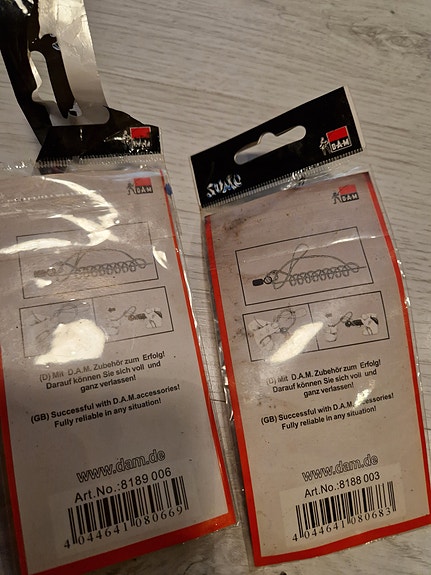 D·A·M
(D) Mit D.A.M. Zubehör zum Erfolg!
Darauf können Sie sich voll und
ganz verlassen!
(GB) Successful with D.A.M.accessories!
Fully reliable in any situation!
www.dam.de
Art.No.:8189 006
4 044641 080669
D·A·M
SUMO
D·A·M
(D) Mit D.A.M. Zubehör zum Erfolg!
Darauf können Sie sich voll und
ganz verlassen!
(GB) Successful with D.A.M.accessories!
Fully reliable in any situation!
www.dam.de
Art.No.:8188 003
4 044641 080683